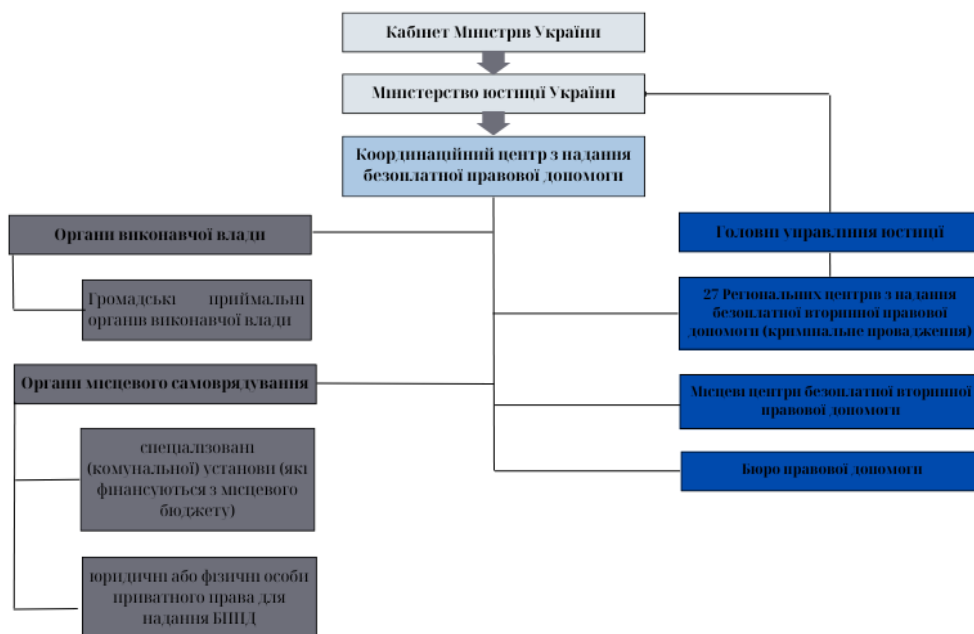 Кабінет Міністрів України
Міністерство юстиції України
Координаційний центр з надання
безоплатної правової допомоги
Органи виконавчої влади
Громадські приймальні
органів виконавчої влади
Органи місцевого самоврядування
спеціалізовані
(комунальної) установи (які
фінансуються з місцевого
бюджету)
юридичні або фізичні особи
приватного права для
надання БППД
Головні управління юстиції
27 Регіональних центрів з надання
безоплатної вторинної правової
допомоги (кримінальне провадження)
Місцеві центри безоплатної вторинної
правової допомоги
Бюро правової допомоги